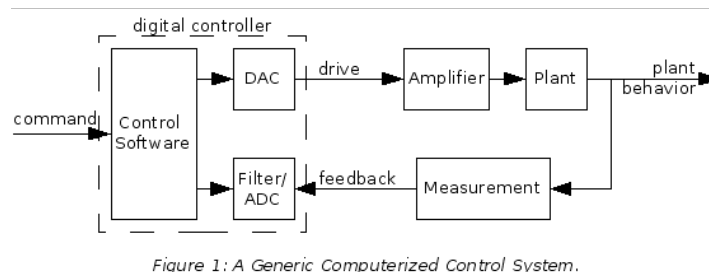 digital controller
command
Control
Software
DAC
drive
Amplifier
Plant
plant
behavior
Filter/
ADC
feedback
Measurement
Figure 1: A Generic Computerized Control System.